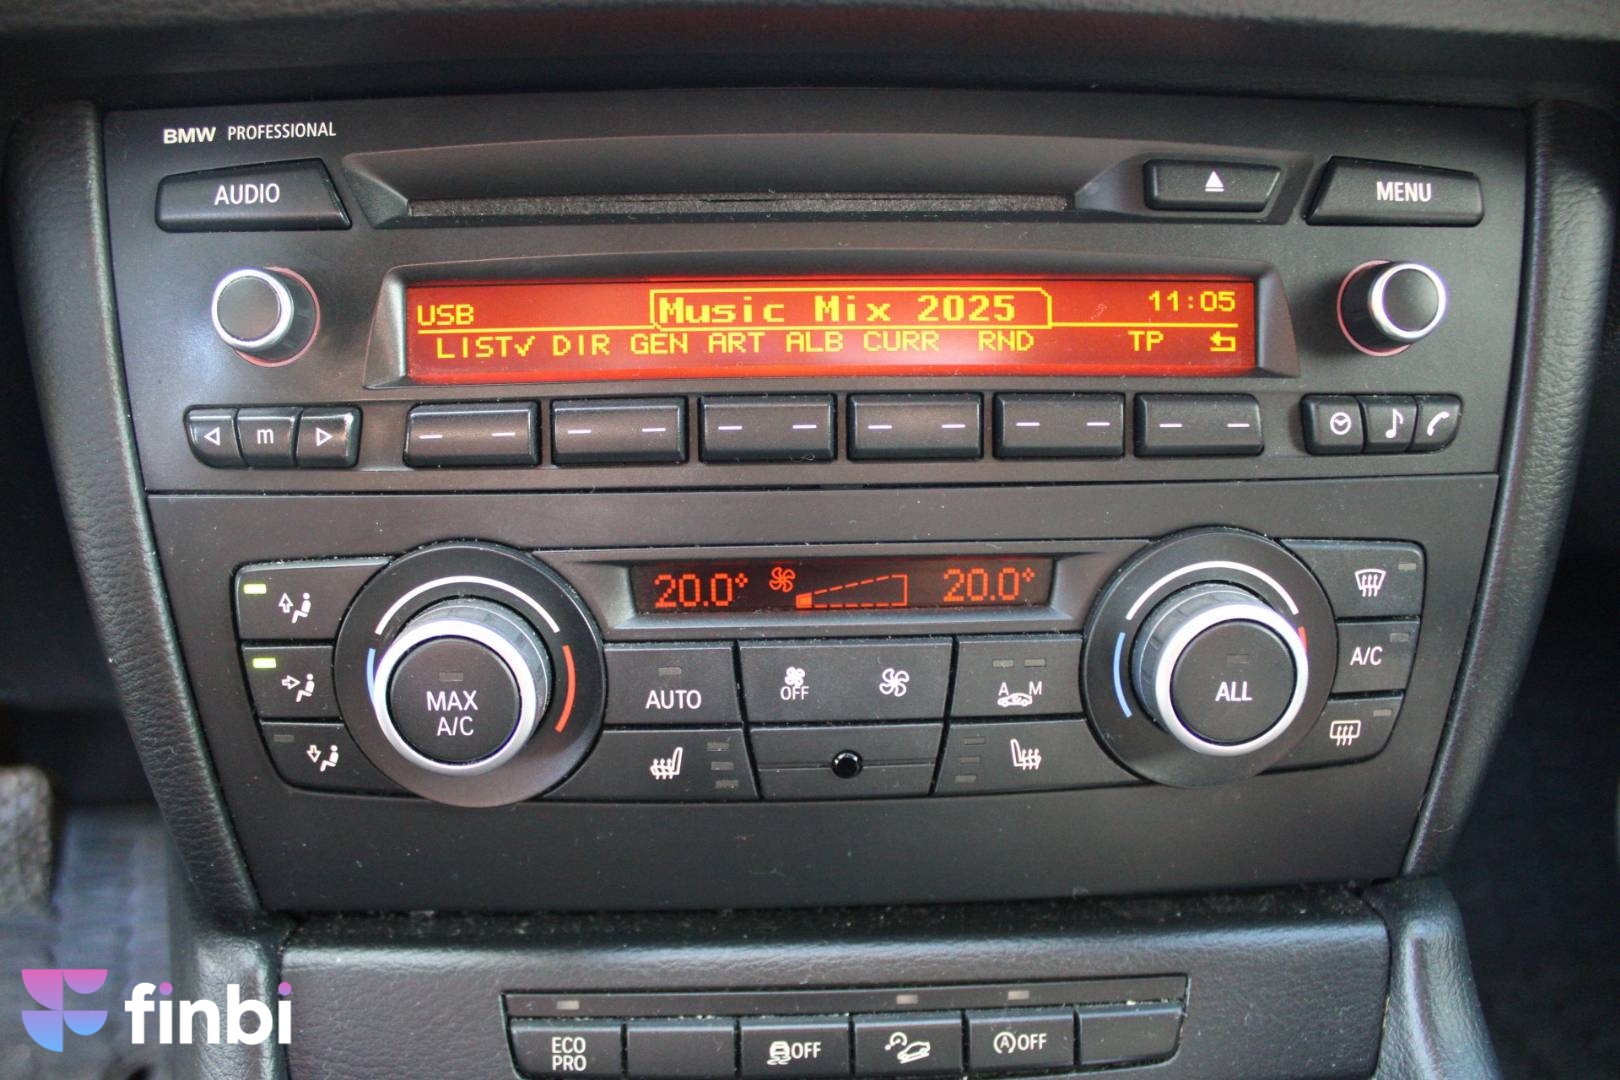 BMW PROFESSIONAL
AUDIO
MENU
USB
Music Mix 2025
11:05
LIST✓ DIR GEN ART ALB CURR RND TP
m
20.0°
20.0°
MAX
A/C
AUTO
OFF
A M
ALL
A/C
ECO
PRO
OFF
A OFF
finbi